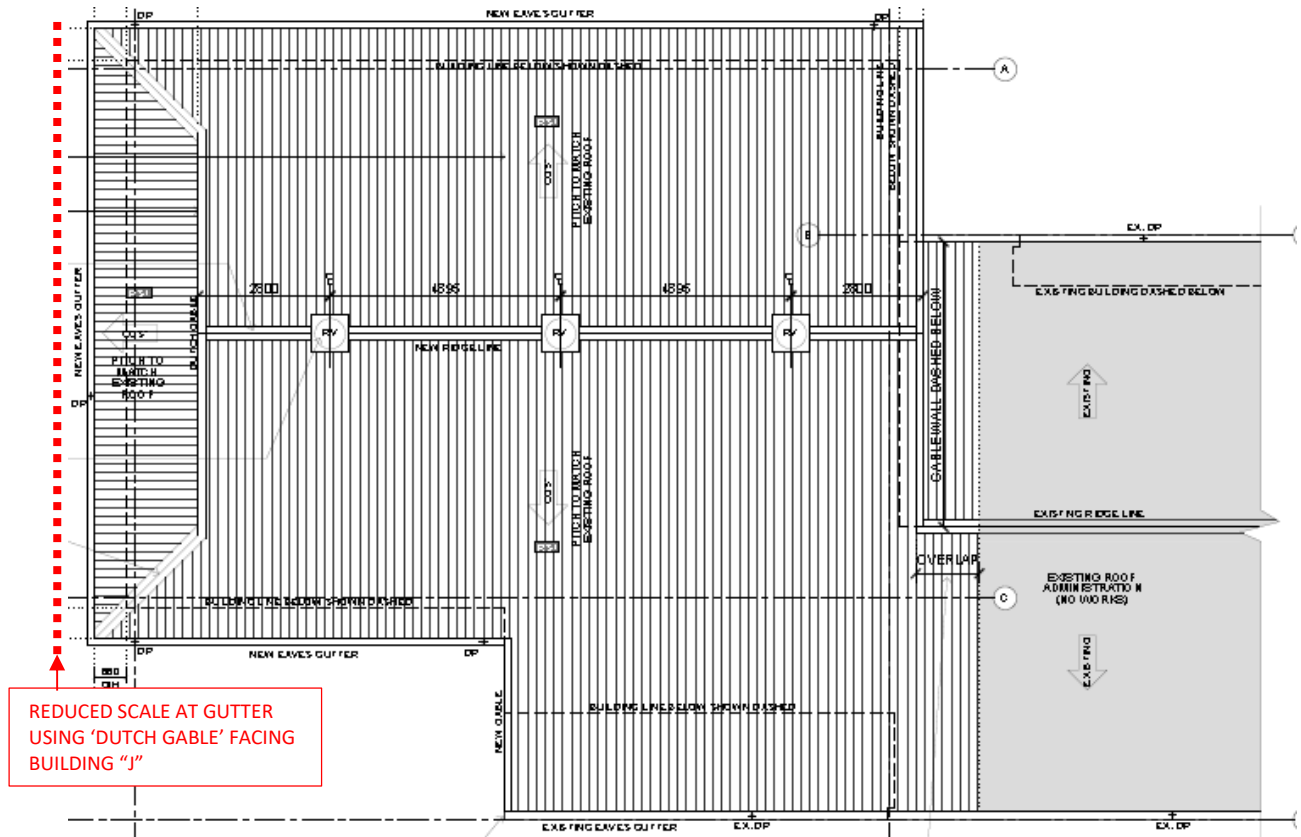 DP
NEW EAVES GUTTER
DP
BUILDING LINE BELOW SHOWN DASHED
A
BUILDING LINE
BELOW SHOWN DASHED
PITCH TO MATCH
EXISTING ROOF
B
EX. DP
EXISTING BUILDING DASHED BELOW
GABLE WALL DASHED BELOW
EXISTING
2800
4895
4895
2800
RV
RV
RV
NEW RIDGE LINE
NEW EAVES GUTTER
DUTCH GABLE
PITCH TO
MATCH
EXISTING
ROOF
DP
PITCH TO MATCH
EXISTING ROOF
EXISTING RIDGE LINE
OVERLAP
EXISTING ROOF
ADMINISTRATION
(NO WORKS)
C
EXISTING
BUILDING LINE BELOW SHOWN DASHED
DP
NEW EAVES GUTTER
DP
O/H
NEW GABLE
BUILDING LINE BELOW SHOWN DASHED
REDUCED SCALE AT GUTTER
USING ‘DUTCH GABLE’ FACING
BUILDING “J”
EXISTING EAVES GUTTER
EX. DP
EX. DP